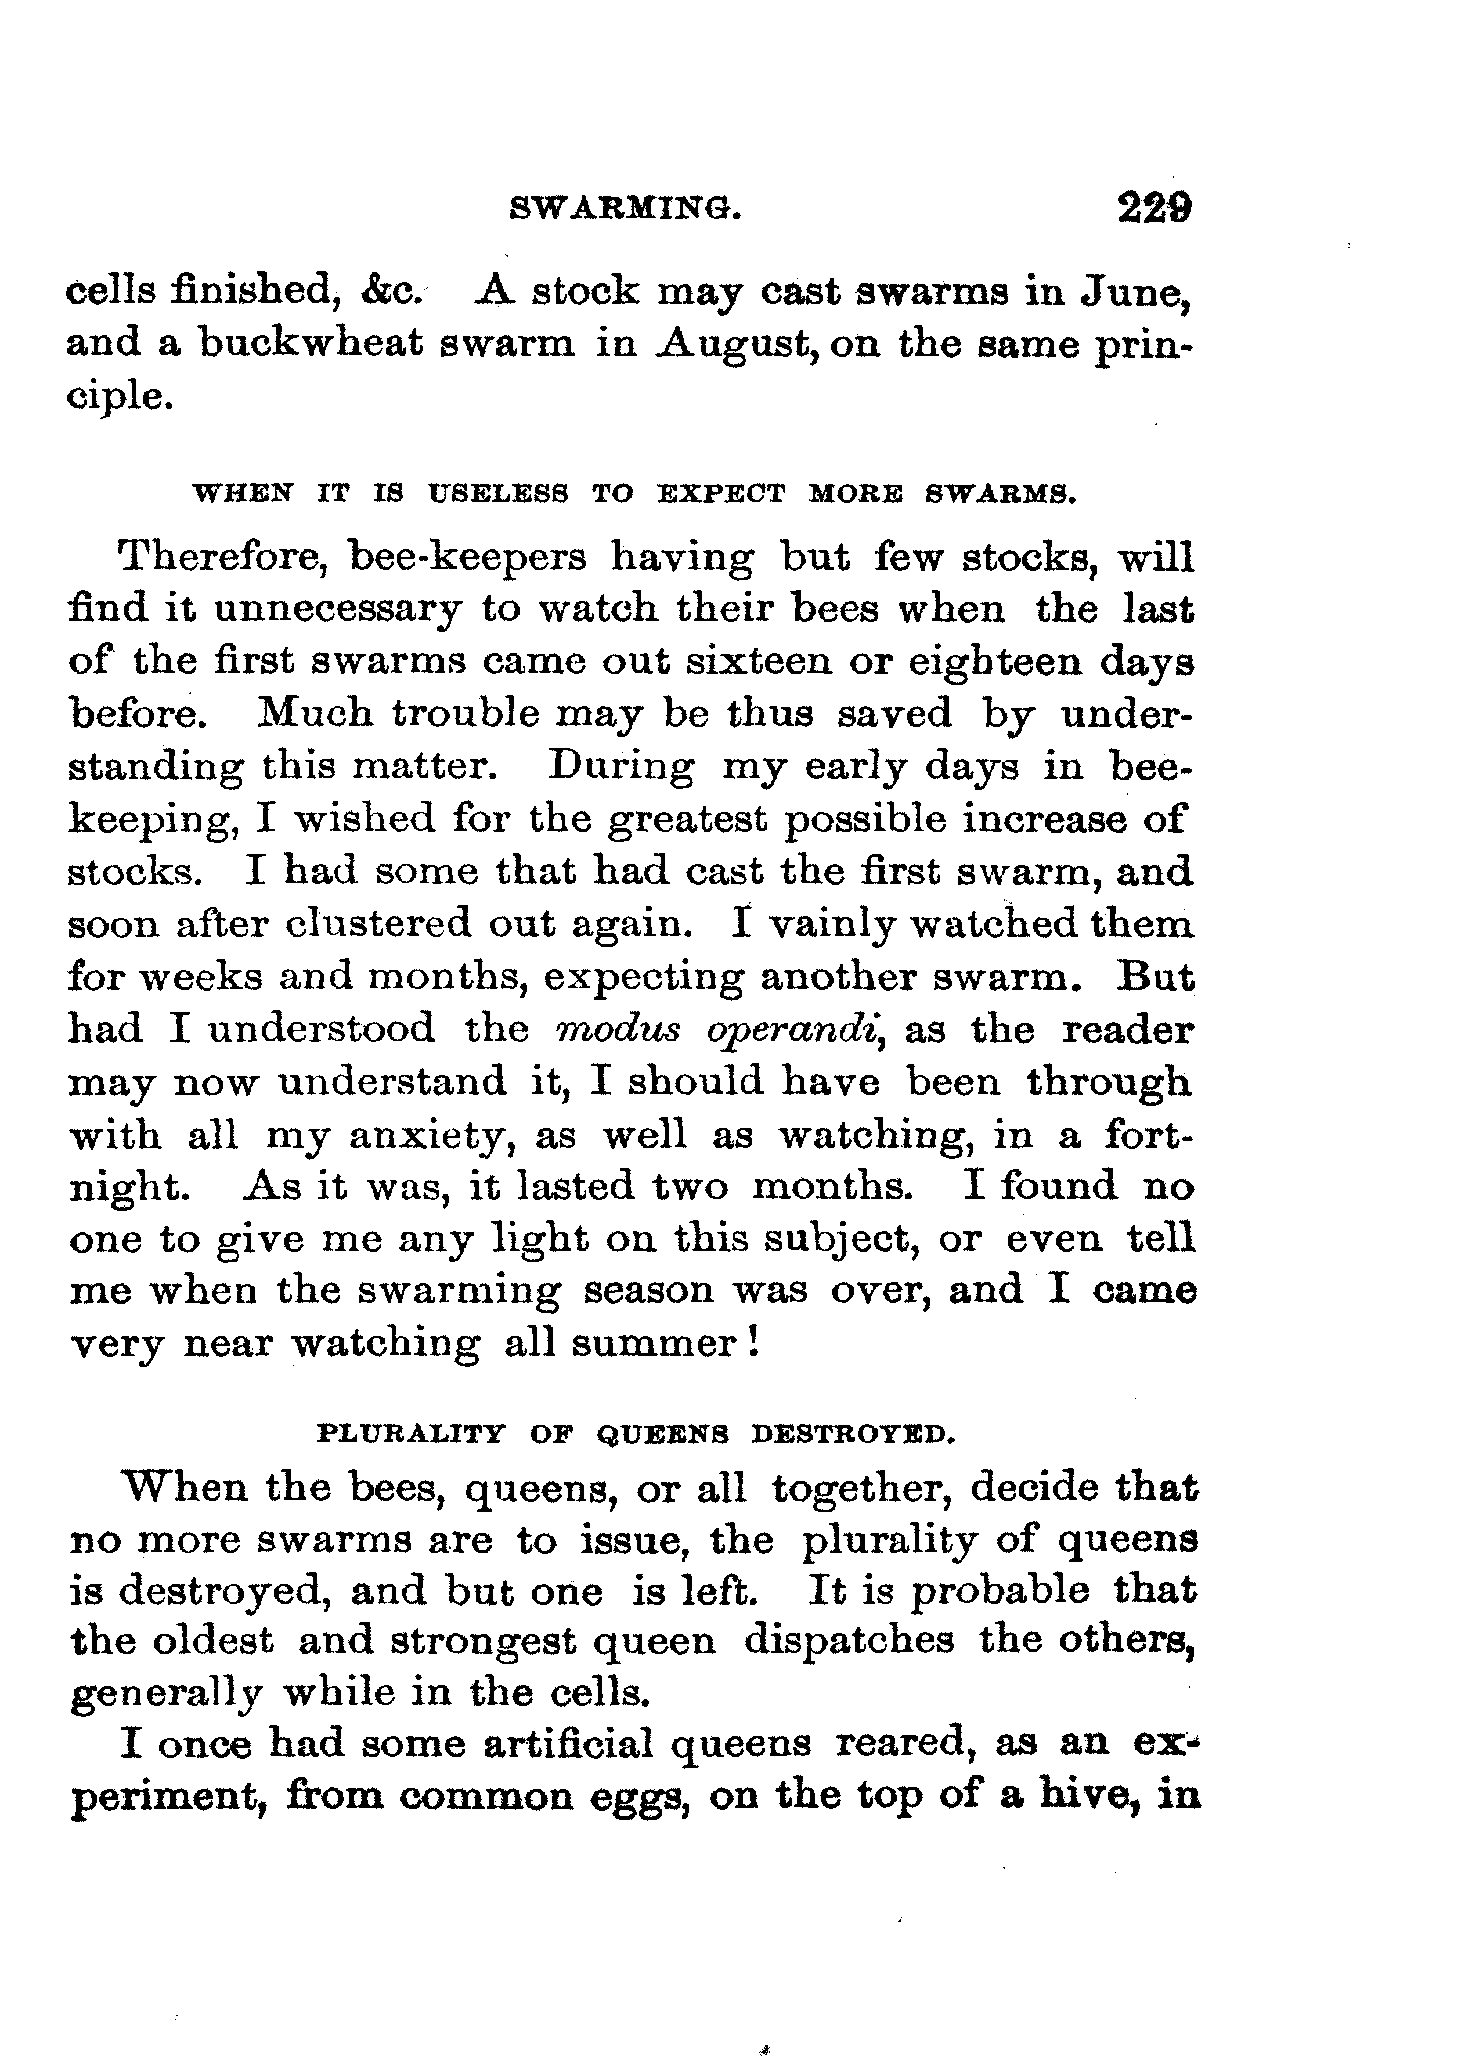 SWARMING. 229
cells finished, &c. A stock may cast swarms in June,
and a buckwheat swarm in August, on the same prin-
ciple.
WHEN IT IS USELESS TO EXPECT MORE SWARMS.
Therefore, bee-keepers having but few stocks, will
find it unnecessary to watch their bees when the last
of the first swarms came out sixteen or eighteen days
before. Much trouble may be thus saved by under-
standing this matter. During my early days in bee-
keeping, I wished for the greatest possible increase of
stocks. I had some that had cast the first swarm, and
soon after clustered out again. I vainly watched them
for weeks and months, expecting another swarm. But
had I understood the modus operandi, as the reader
may now understand it, I should have been through
with all my anxiety, as well as watching, in a fort-
night. As it was, it lasted two months. I found no
one to give me any light on this subject, or even tell
me when the swarming season was over, and I came
very near watching all summer!
PLURALITY OF QUEENS DESTROYED.
When the bees, queens, or all together, decide that
no more swarms are to issue, the plurality of queens
is destroyed, and but one is left. It is probable that
the oldest and strongest queen dispatches the others,
generally while in the cells.
I once had some artificial queens reared, as an ex-
periment, from common eggs, on the top of a hive, in